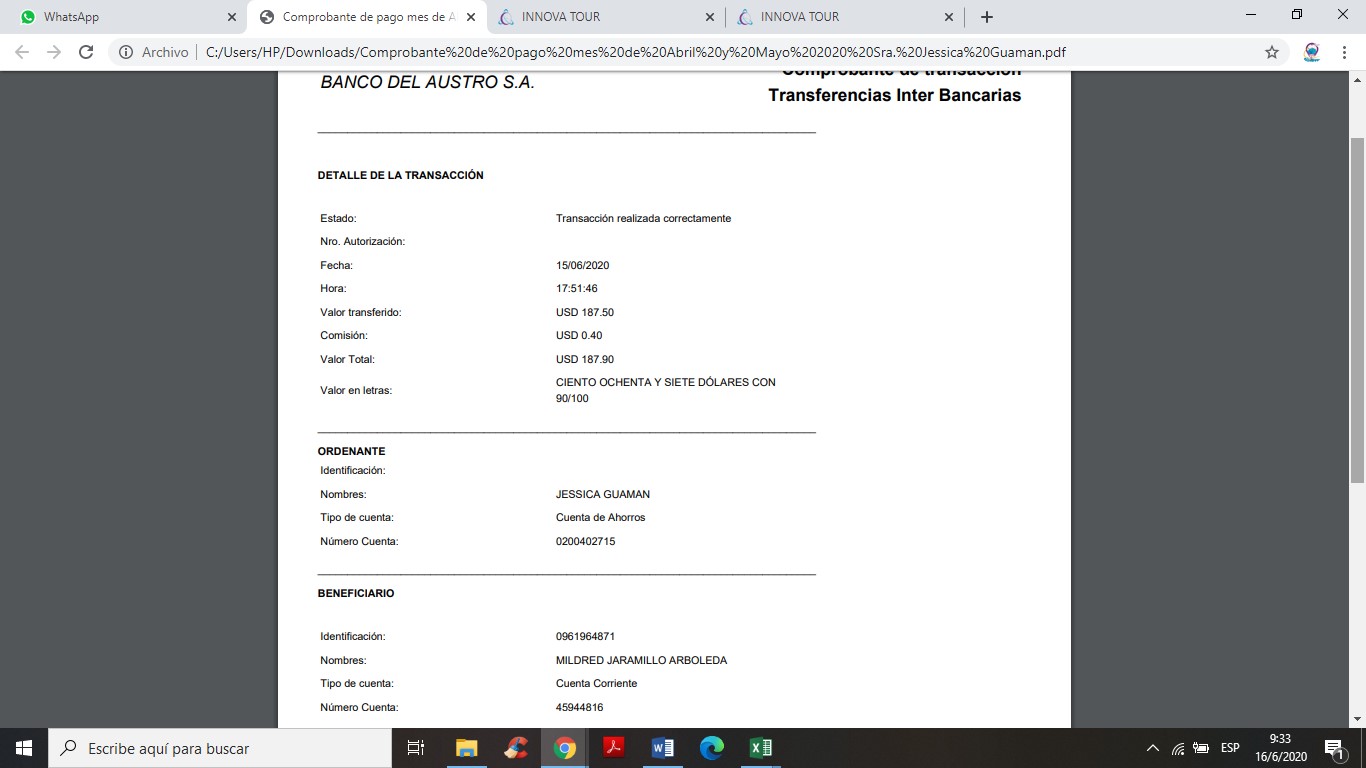 WhatsApp
Comprobante de pago mes de A
INNOVA TOUR
INNOVA TOUR
Archivo | C:/Users/HP/Downloads/Comprobante%20de%20pago%20mes%20de%20Abril%20y%20Mayo%202020%20Sra.%20Jessica%20Guaman.pdf
Comprobante de transacción
BANCO DEL AUSTRO S.A.
Transferencias Inter Bancarias
DETALLE DE LA TRANSACCIÓN
Estado: Transacción realizada correctamente
Nro. Autorización:
Fecha: 15/06/2020
Hora: 17:51:46
Valor transferido: USD 187.50
Comisión: USD 0.40
Valor Total: USD 187.90
Valor en letras: CIENTO OCHENTA Y SIETE DÓLARES CON
90/100
ORDENANTE
Identificación:
Nombres: JESSICA GUAMAN
Tipo de cuenta: Cuenta de Ahorros
Número Cuenta: 0200402715
BENEFICIARIO
Identificación: 0961964871
Nombres: MILDRED JARAMILLO ARBOLEDA
Tipo de cuenta: Cuenta Corriente
Número Cuenta: 45944816
Escribe aquí para buscar
ESP
9:33
16/6/2020
1